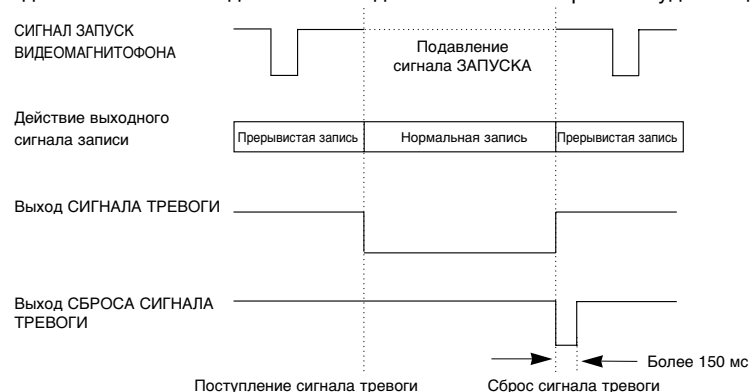 СИГНАЛ ЗАПУСК
ВИДЕОМАГНИТОФОНА
Подавление
сигнала ЗАПУСКА
Действие выходного
сигнала записи
Прерывистая запись
Нормальная запись
Прерывистая запись
Выход СИГНАЛА ТРЕВОГИ
Выход СБРОСА СИГНАЛА
ТРЕВОГИ
Более 150 мс
Поступление сигнала тревоги
Сброс сигнала тревоги